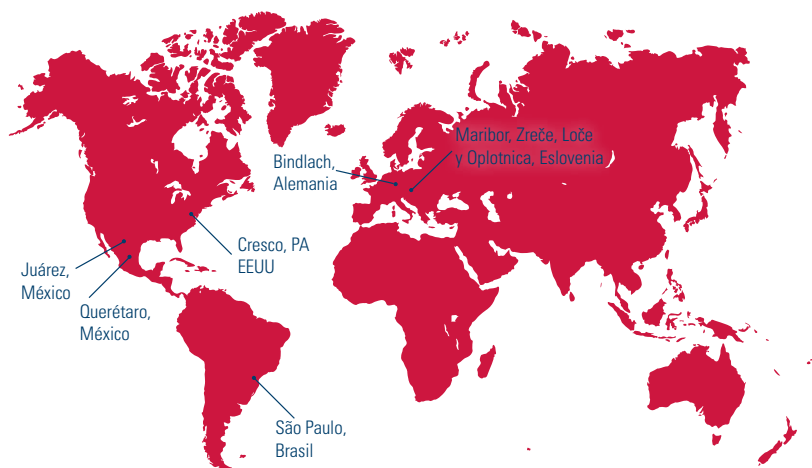 Maribor, Zreče, Loče
y Oplotnica, Eslovenia
Bindlach,
Alemania
Cresco, PA
EEUU
Juárez,
México
Querétaro,
México
São Paulo,
Brasil